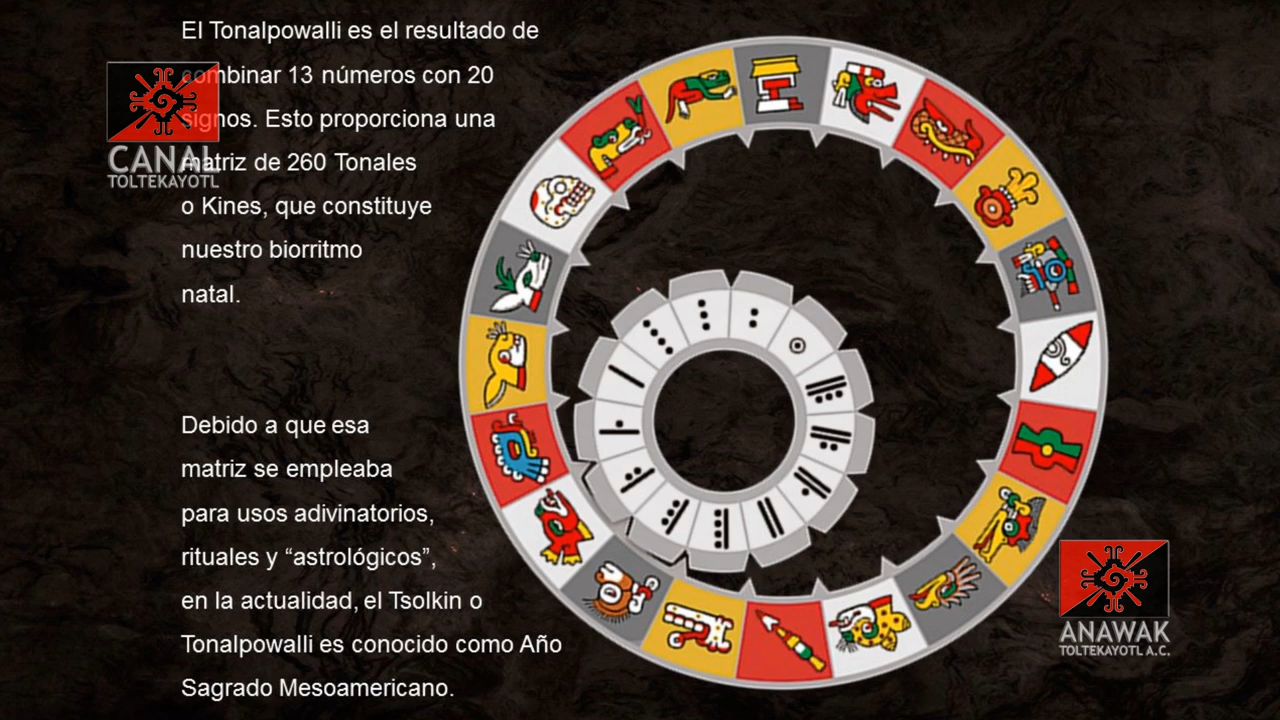 El Tonalpowalli es el resultado de
combinar 13 números con 20
signos. Esto proporciona una
matriz de 260 Tonales
o Kines, que constituye
nuestro biorritmo
natal.
Debido a que esa
matriz se empleaba
para usos adivinatorios,
rituales y “astrológicos”,
en la actualidad, el Tsolkin o
Tonalpowalli es conocido como Año
Sagrado Mesoamericano.
CANAL
TOLTEKAYOTL
ANAWAK
TOLTEKAYOTL A.C.